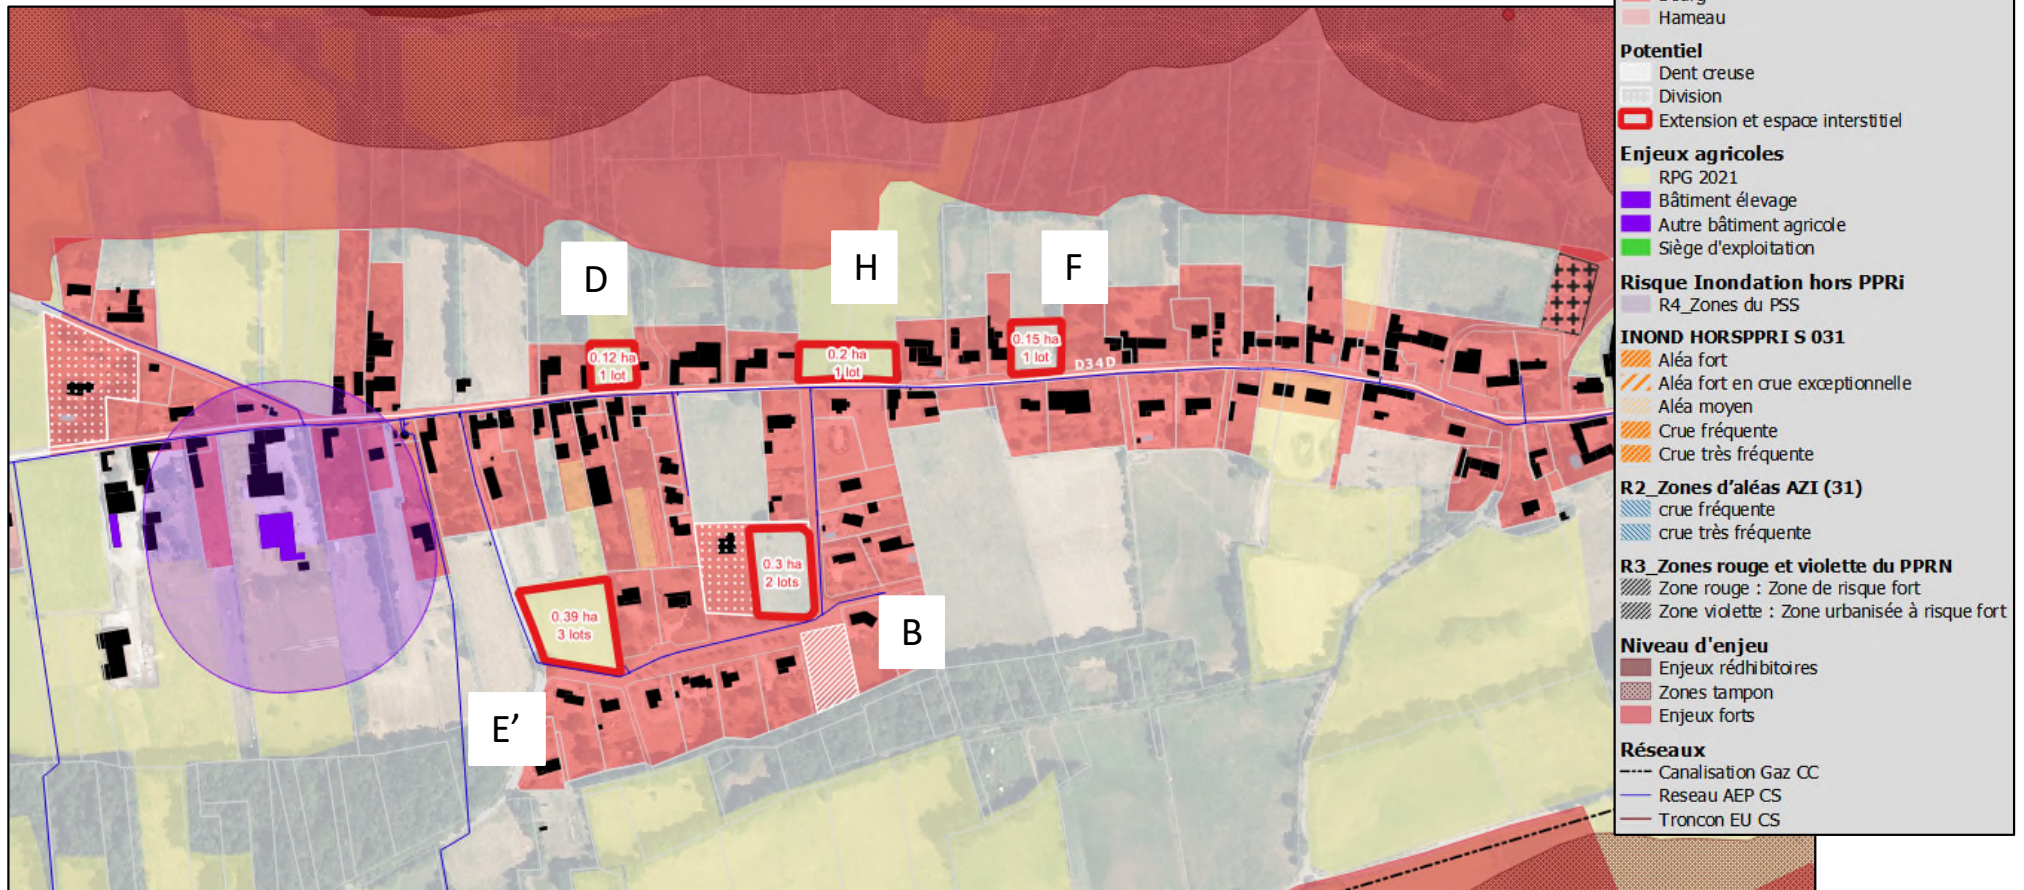 Hameau
Potentiel
Dent creuse
Division
Extension et espace interstitiel
Enjeux agricoles
RPG 2021
Bâtiment élevage
Autre bâtiment agricole
Siège d'exploitation
Risque Inondation hors PPRi
R4_Zones du PSS
INOND HORSPPRI S 031
Aléa fort
Aléa fort en crue exceptionnelle
Aléa moyen
Crue fréquente
Crue très fréquente
R2_Zones d'aléas AZI (31)
crue fréquente
crue très fréquente
R3_Zones rouge et violette du PPRN
Zone rouge : Zone de risque fort
Zone violette : Zone urbanisée à risque fort
Niveau d'enjeu
Enjeux rédhibitoires
Zones tampon
Enjeux forts
Réseaux
Canalisation Gaz CC
Reseau AEP CS
Troncon EU CS
D
H
F
0.12 ha
1 lot
0.2 ha
1 lot
0.15 ha
1 lot
D34D
0.3 ha
2 lots
0.39 ha
3 lots
B
E’